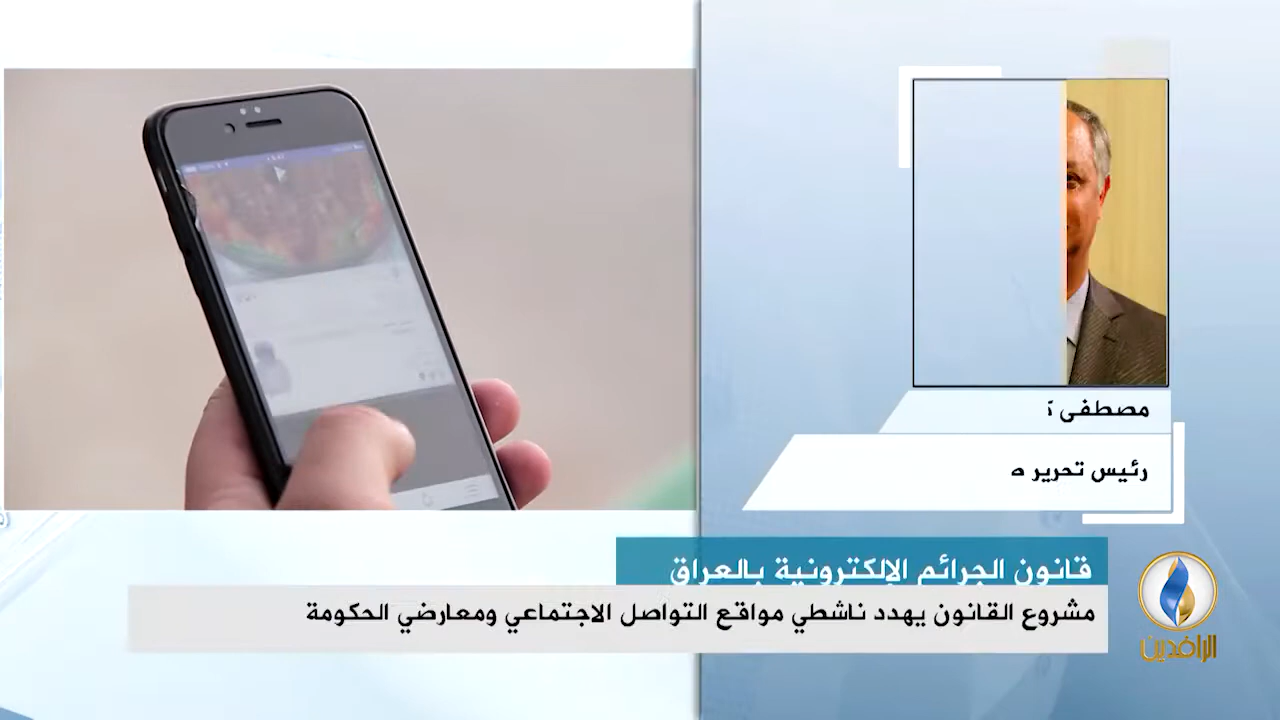 مصطفى
رئيس تحرير
قانون الجرائم الإلكترونية بالعراق
مشروع القانون يهدد ناشطي مواقع التواصل الاجتماعي ومعارضي الحكومة
الرافدين